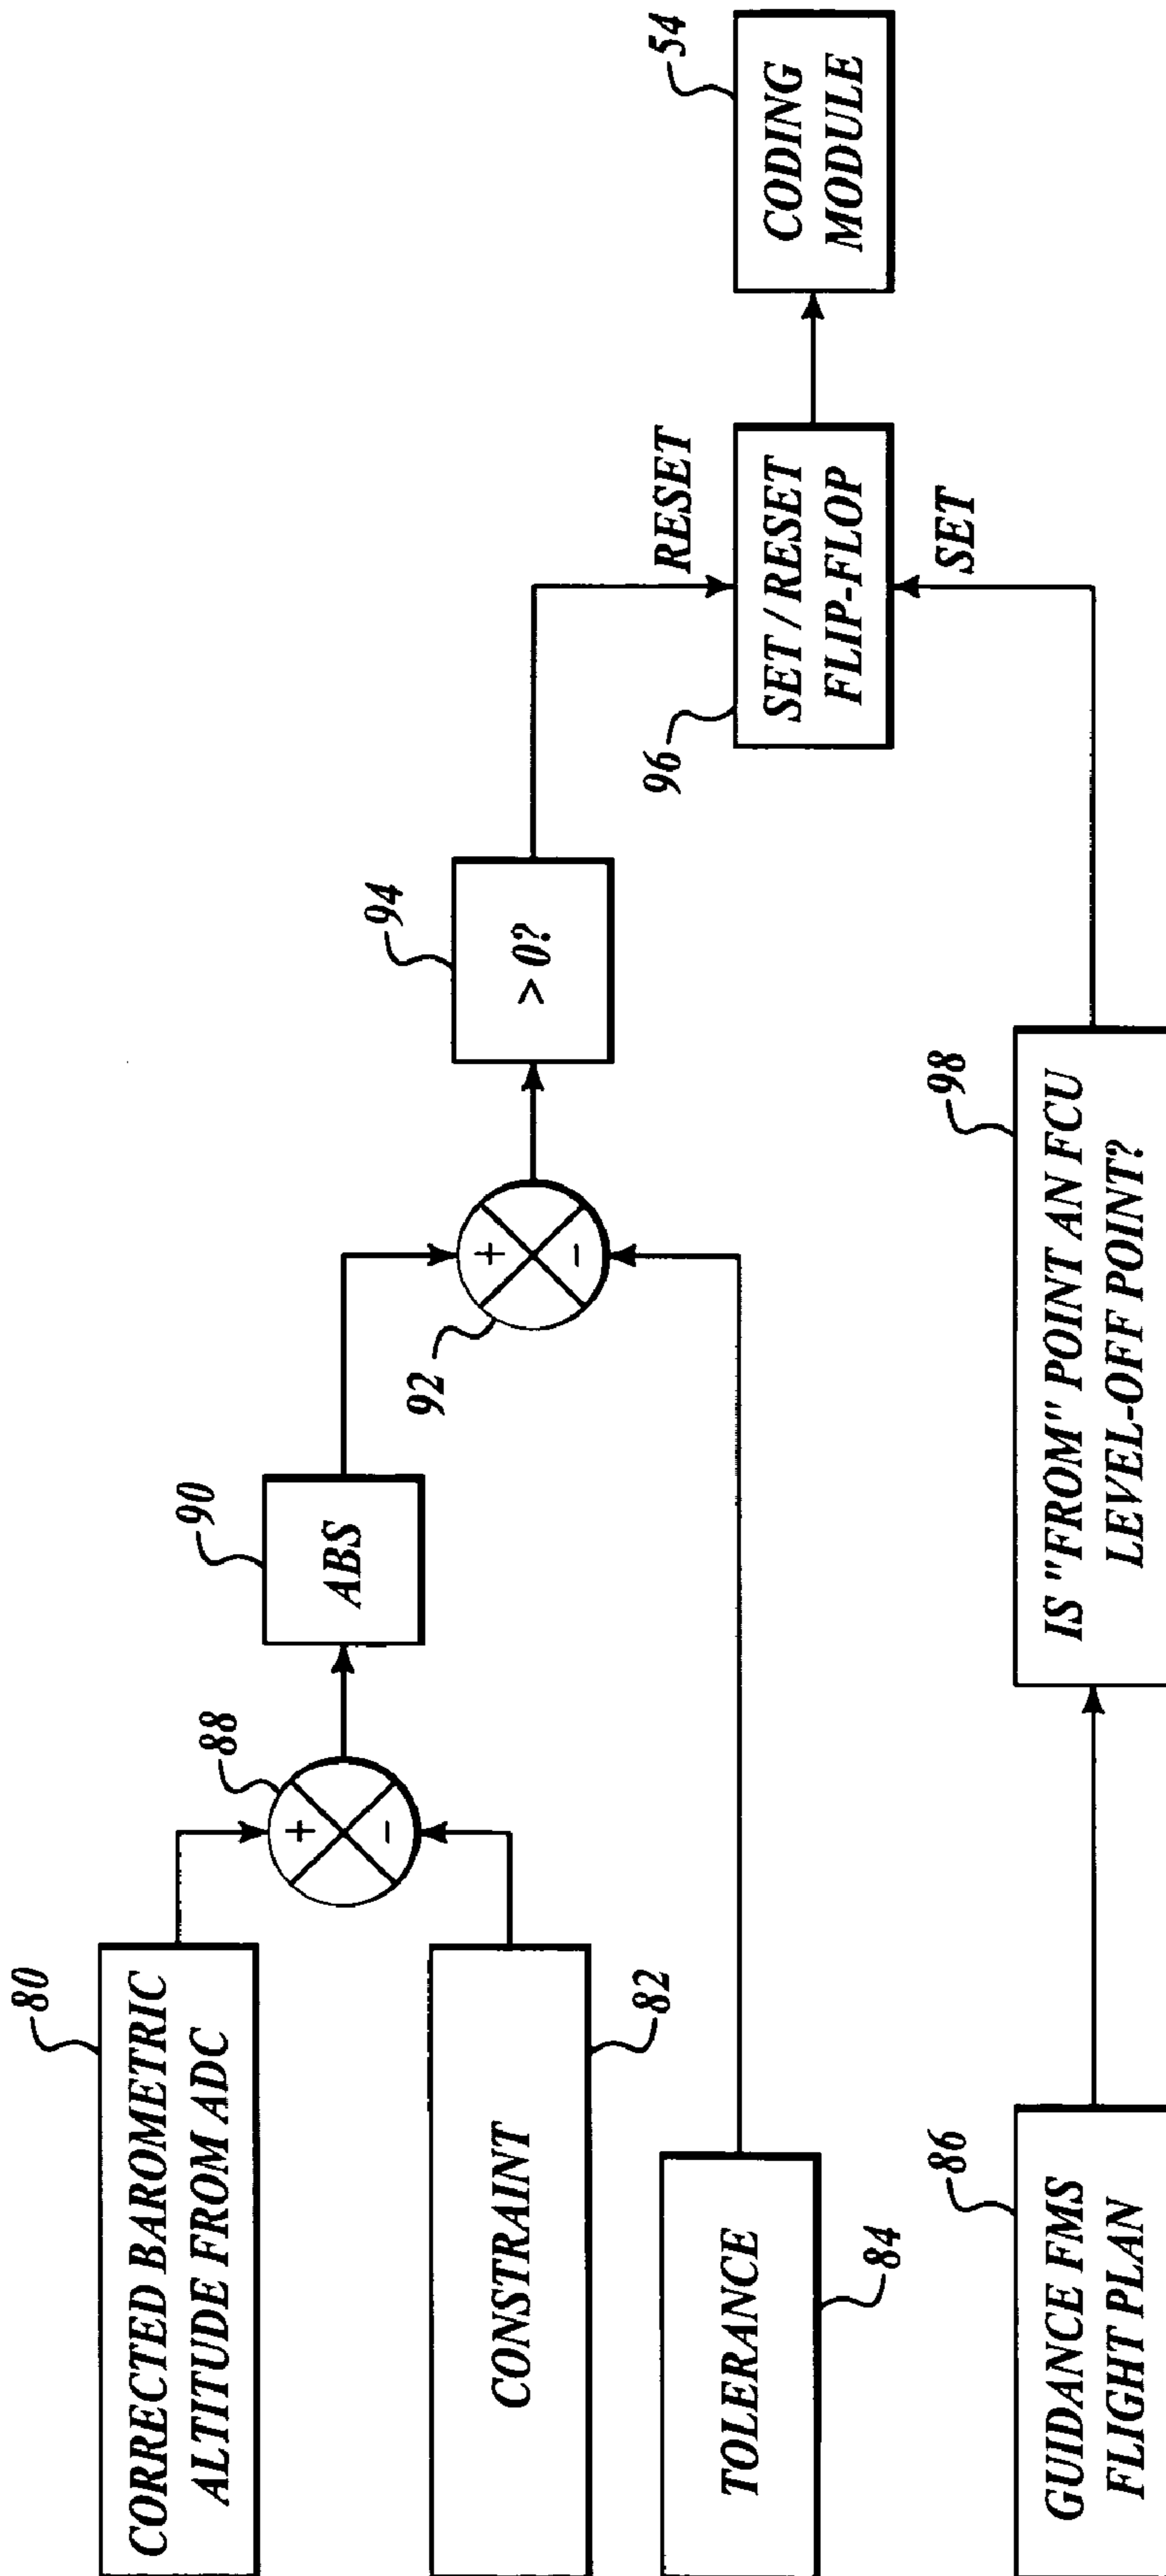 80
CORRECTED BAROMETRIC
ALTITUDE FROM ADC
88
+
-
90
ABS
CONSTRAINT
82
92
+
-
94
> 0?
TOLERANCE
84
RESET
96
SET / RESET
FLIP-FLOP
SET
54
CODING
MODULE
86
GUIDANCE FMS
FLIGHT PLAN
98
IS "FROM" POINT AN FCU
LEVEL-OFF POINT?